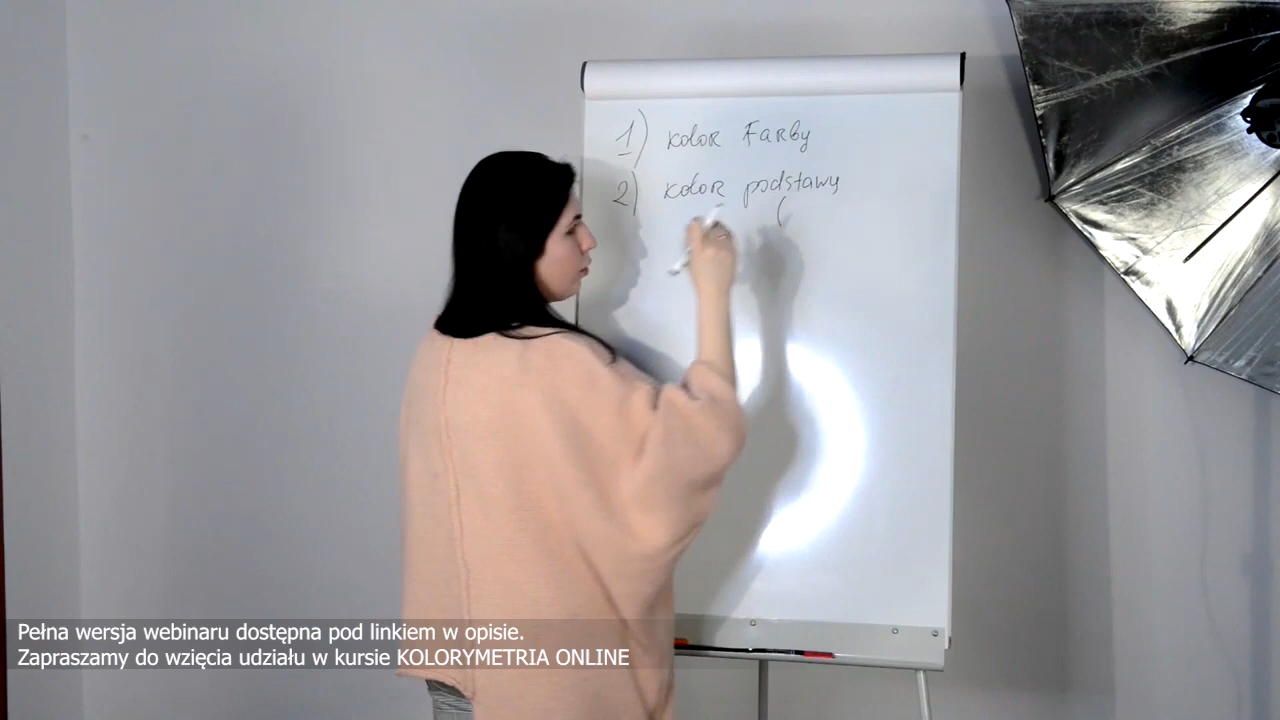 1) kolor Farby
2) kolor podstawy
(
Pełna wersja webinaru dostępna pod linkiem w opisie.
Zapraszamy do wzięcia udziału w kursie KOLORYMETRIA ONLINE